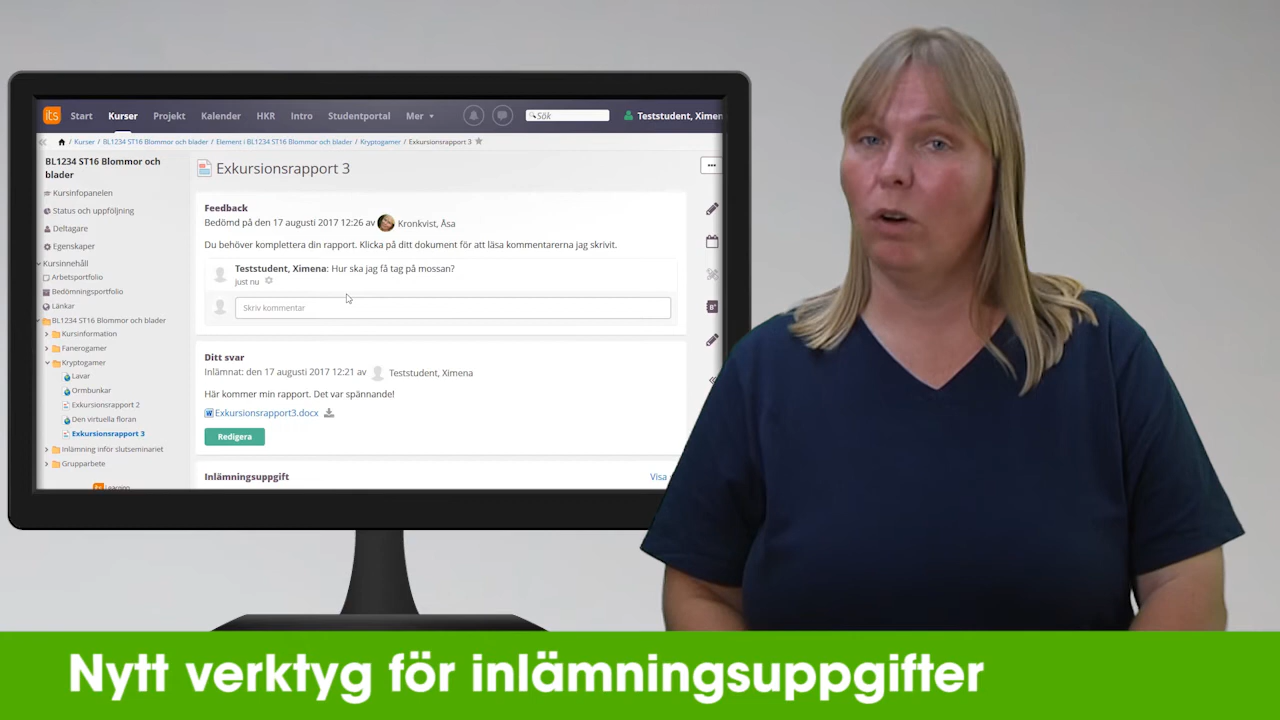 its Start Kurser Projekt Kalender HKR Intro Studentportal Mer Sök Teststudent, Ximen
/ Kurser / BL1234 ST16 Blommor och blader / Element i BL1234 ST16 Blommor och blader / Kryptogamer / Exkursionsrapport 3
BL1234 ST16 Blommor och
blader
Kursinfopanelen
Status och uppföljning
Deltagare
Egenskaper
Kursinnehåll
Arbetsportfolio
Bedömningsportfolio
Länkar
BL1234 ST16 Blommor och blader
Kursinformation
Fanerogamer
Kryptogamer
Lavar
Ormbunkar
Exkursionsrapport 2
Den virtuella floran
Exkursionsrapport 3
Inlämning inför slutseminariet
Grupparbete
Exkursionsrapport 3
Feedback
Bedömd på den 17 augusti 2017 12:26 av Kronkvist, Åsa
Du behöver komplettera din rapport. Klicka på ditt dokument för att läsa kommentarerna jag skrivit.
Teststudent, Ximena: Hur ska jag få tag på mossan?
just nu
Skriv kommentar
Ditt svar
Inlämnat: den 17 augusti 2017 12:21 av Teststudent, Ximena
Här kommer min rapport. Det var spännande!
Exkursionsrapport3.docx
Redigera
Inlämningsuppgift Visa
Nytt verktyg för inlämningsuppgifter